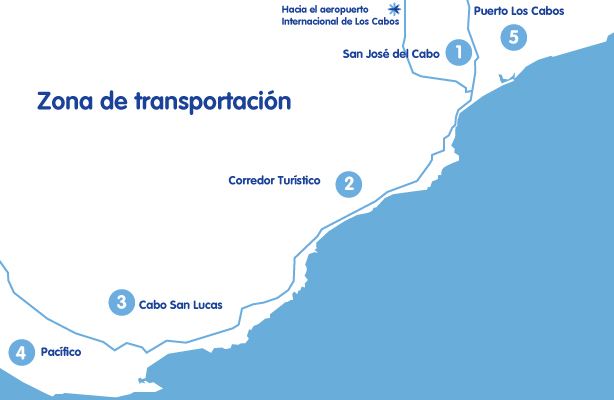 Hacia el aeropuerto
Internacional de Los Cabos
Puerto Los Cabos
5
San José del Cabo
1
Zona de transportación
Corredor Turístico
2
3
Cabo San Lucas
4
Pacífico